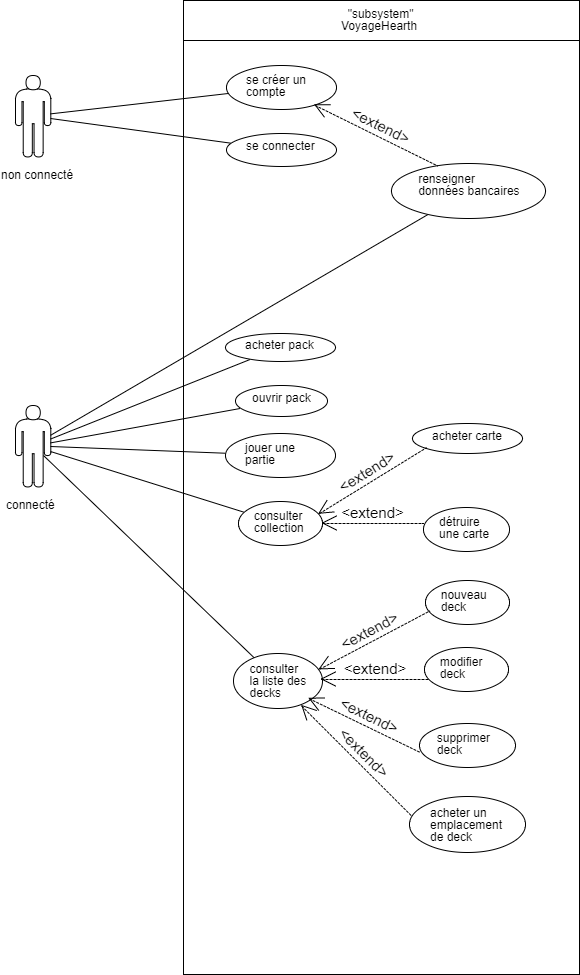 "subsystem"
VoyageHearth
se créer un
compte
<extend>
se connecter
non connecté
renseigner
données bancaires
acheter pack
ouvrir pack
jouer une
partie
acheter carte
<extend>
connecté
consulter
collection
<extend>
détruire
une carte
nouveau
deck
<extend>
consulter
la liste des
decks
<extend>
modifier
deck
<extend>
supprimer
deck
<extend>
acheter un
emplacement
de deck